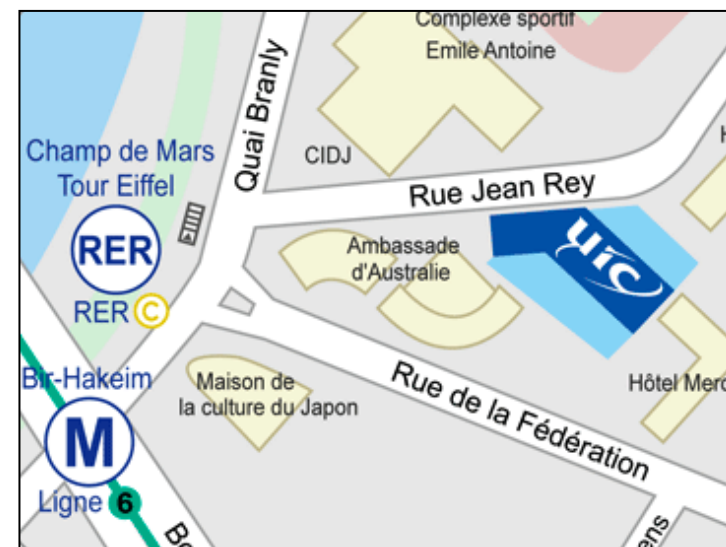 Complexe sportif
Emile Antoine
Quai Branly
CIDJ
Champ de Mars
Tour Eiffel
Rue Jean Rey
RER
Ambassade
d'Australie
uic
RER C
Bir-Hakeim
Maison de
la culture du Japon
Rue de la Fédération
Hôtel Merc
M
Ligne 6